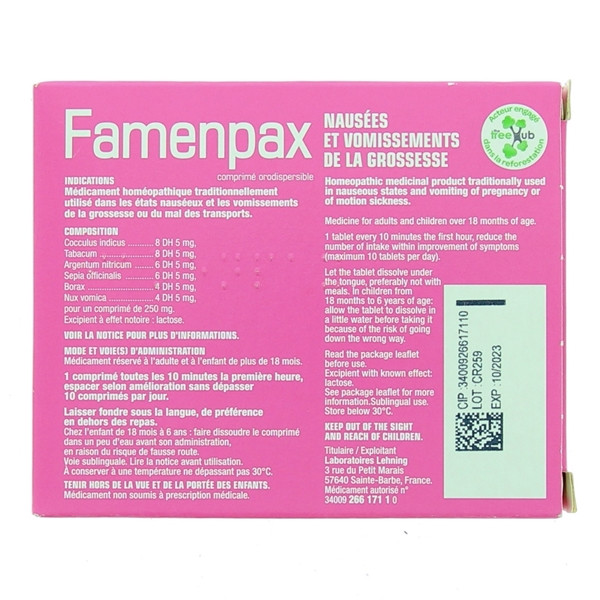 Famenpax
comprimé orodispersible
NAUSÉES
ET VOMISSEMENTS
DE LA GROSSESSE
Acteur engagé
the
treeHub
dans la reforestation
INDICATIONS
Médicament homéopathique traditionnellement
utilisé dans les états nauséeux et les vomissements
de la grossesse ou du mal des transports.
COMPOSITION
Cocculus indicus .......... 8 DH 5 mg,
Tabacum ..................... 8 DH 5 mg,
Argentum nitricum ...... 6 DH 5 mg,
Sepia officinalis ........... 6 DH 5 mg,
Borax .......................... 4 DH 5 mg,
Nux vomica ................. 4 DH 5 mg,
pour un comprimé de 250 mg.
Excipient à effet notoire : lactose.
VOIR LA NOTICE POUR PLUS D'INFORMATIONS.
MODE ET VOIE(S) D'ADMINISTRATION
Médicament réservé à l'adulte et à l'enfant de plus de 18 mois.
1 comprimé toutes les 10 minutes la première heure,
espacer selon amélioration sans dépasser
10 comprimés par jour.
Laisser fondre sous la langue, de préférence
en dehors des repas.
Chez l'enfant de 18 mois à 6 ans : faire dissoudre le comprimé
dans un peu d'eau avant son administration,
en raison du risque de fausse route.
Voie sublinguale. Lire la notice avant utilisation.
À conserver à une température ne dépassant pas 30°C.
TENIR HORS DE LA VUE ET DE LA PORTÉE DES ENFANTS.
Médicament non soumis à prescription médicale.
Homeopathic medicinal product traditionally used
in nauseous states and vomiting of pregnancy or
of motion sickness.
Medicine for adults and children over 18 months of age.
1 tablet every 10 minutes the first hour, reduce the
number of intake within improvement of symptoms
(maximum 10 tablets per day).
Let the tablet dissolve under
the tongue, preferably not with
meals. In children from
18 months to 6 years of age:
allow the tablet to dissolve in
a little water before taking it
because of the risk of going
down the wrong way.
Read the package leaflet
before use.
Excipient with known effect:
lactose.
See package leaflet for more
information.Sublingual use.
Store below 30°C.
KEEP OUT OF THE SIGHT
AND REACH OF CHILDREN.
Titulaire / Exploitant
Laboratoires Lehning
3 rue du Petit Marais
57640 Sainte-Barbe, France.
Médicament autorisé n°
34009 266 171 1 0
CIP 3400926617110
LOT CR259
EXP 10/2023